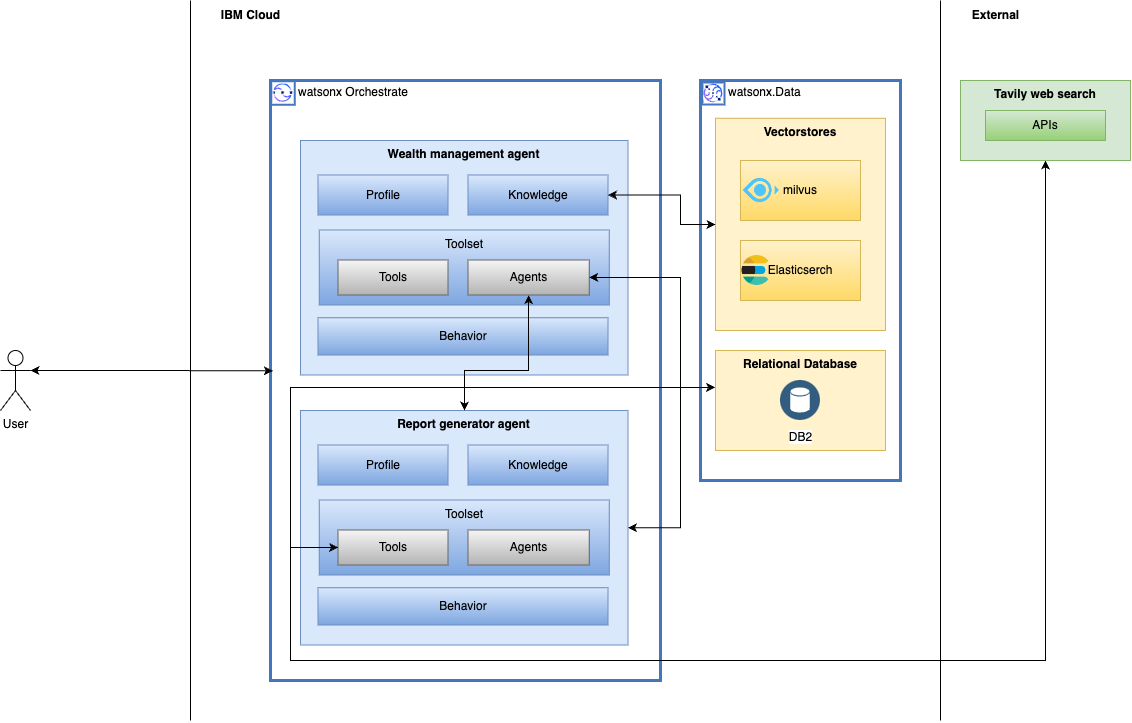 IBM Cloud
External
watsonx Orchestrate
watsonx.Data
Wealth management agent
Profile
Knowledge
Toolset
Tools
Agents
Behavior
Report generator agent
Profile
Knowledge
Toolset
Tools
Agents
Behavior
Vectorstores
milvus
Elasticserch
Relational Database
DB2
Tavily web search
APIs
User